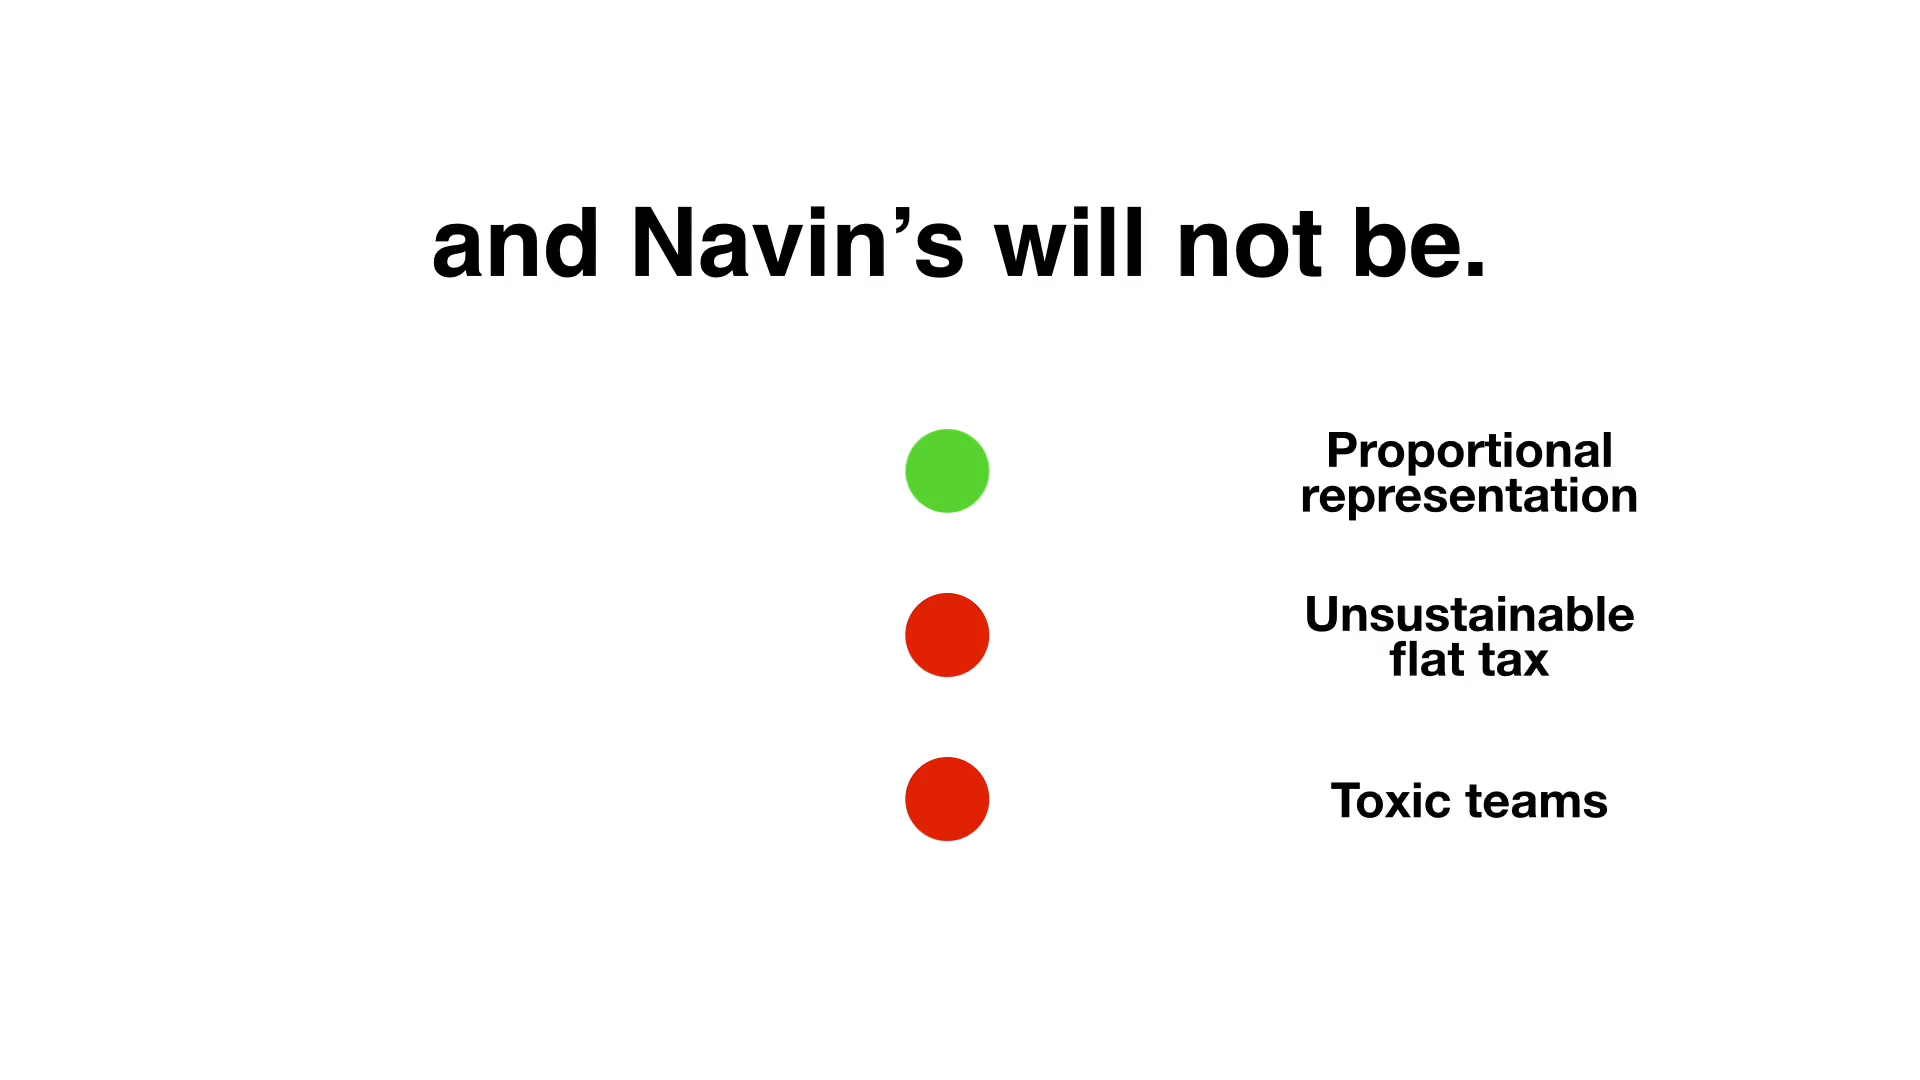 and Navin’s will not be.
Proportional
representation
Unsustainable
flat tax
Toxic teams